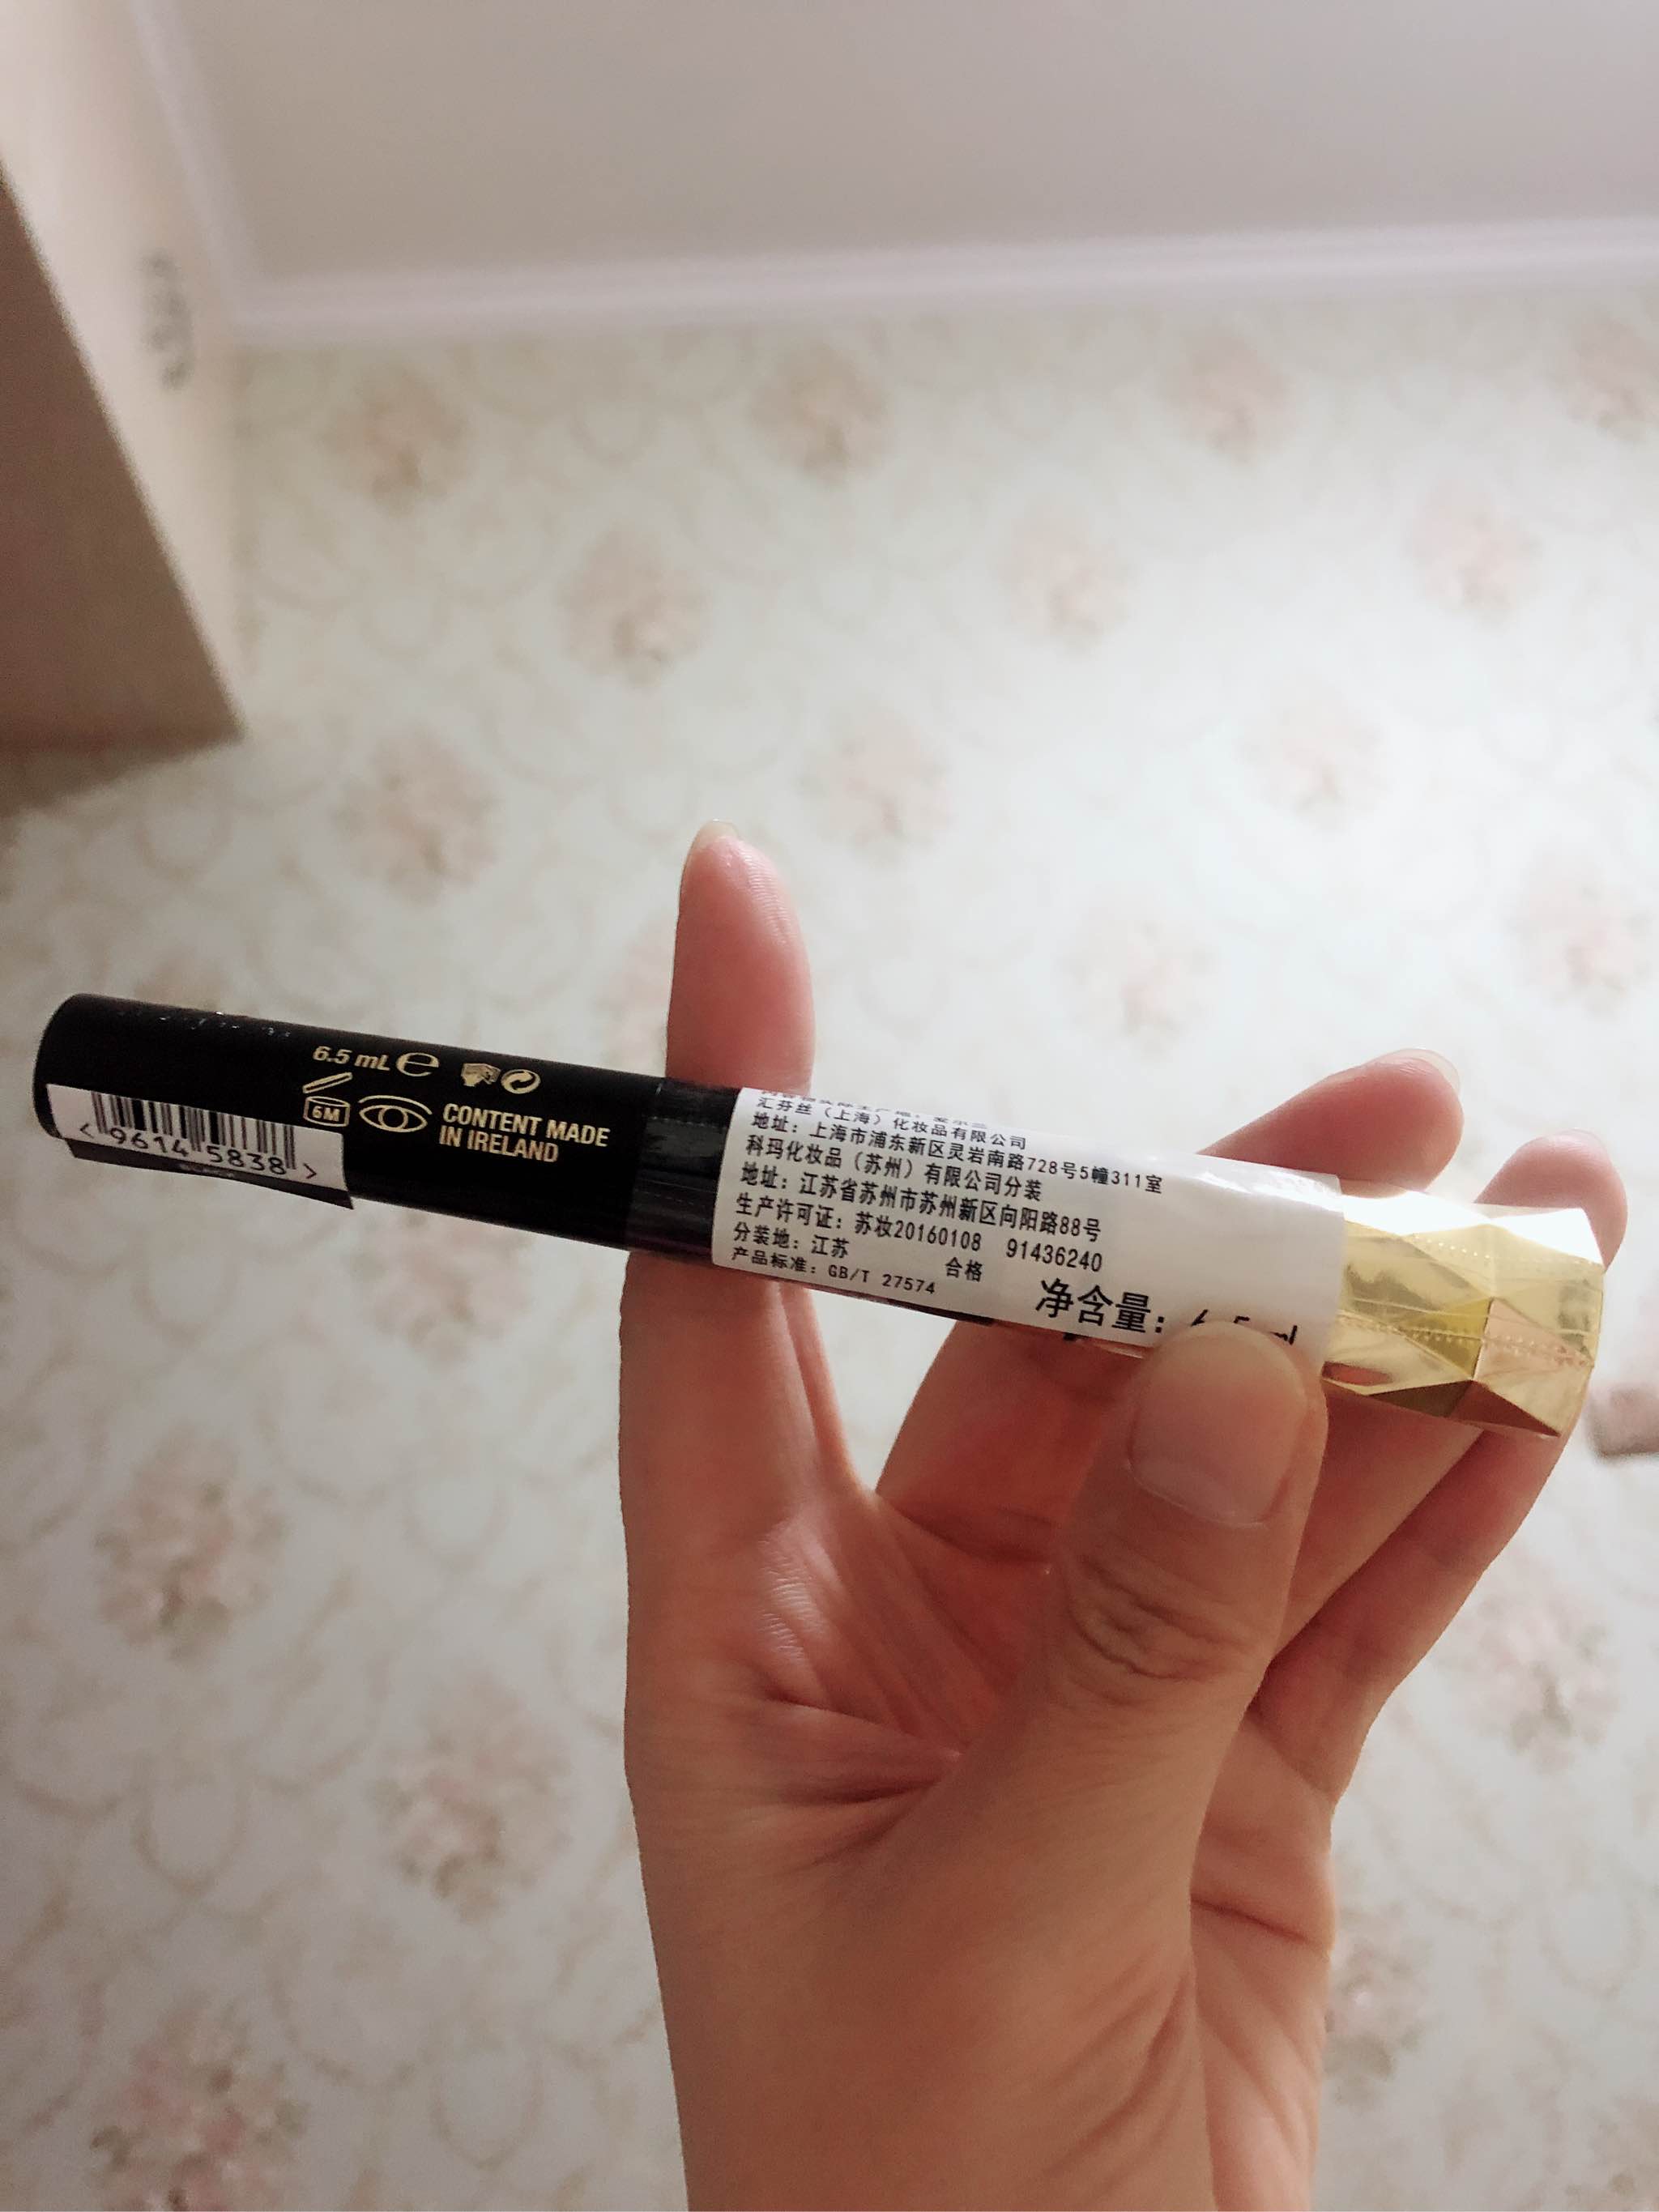 6.5 mL e
6M
CONTENT MADE
IN IRELAND
< 9614 5838 >
汇芬丝（上海）化妆品有限公司
地址：上海市浦东新区灵岩南路728号5幢311室
科玛化妆品（苏州）有限公司分装
地址：江苏省苏州市苏州新区向阳路88号
生产许可证：苏妆20160108 91436240
分装地：江苏 合格
产品标准：GB/T 27574
净含量：